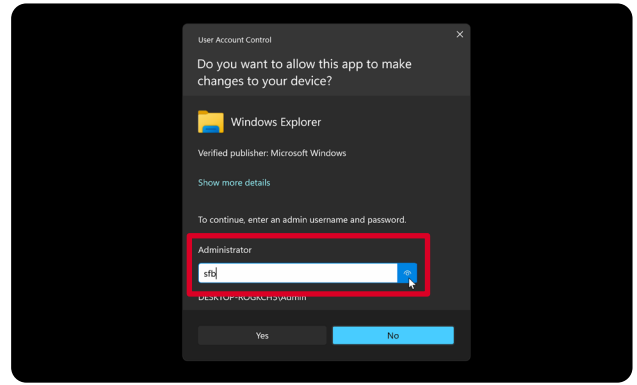 User Account Control
Do you want to allow this app to make
changes to your device?
Windows Explorer
Verified publisher: Microsoft Windows
Show more details
To continue, enter an admin username and password.
Administrator
sfb
Yes
No